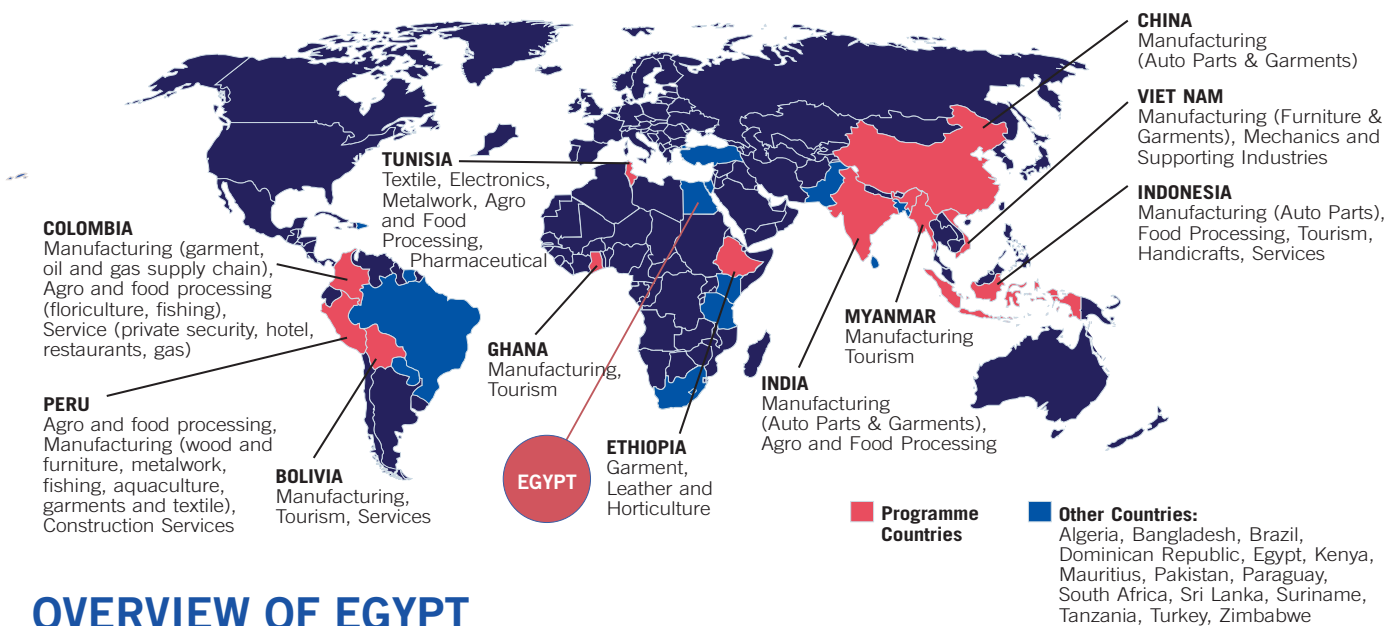 CHINA
Manufacturing
(Auto Parts & Garments)
VIET NAM
Manufacturing (Furniture &
Garments), Mechanics and
Supporting Industries
INDONESIA
Manufacturing (Auto Parts),
Food Processing, Tourism,
Handicrafts, Services
TUNISIA
Textile, Electronics,
Metalwork, Agro
and Food
Processing,
Pharmaceutical
COLOMBIA
Manufacturing (garment,
oil and gas supply chain),
Agro and food processing
(floriculture, fishing),
Service (private security, hotel,
restaurants, gas)
MYANMAR
Manufacturing
Tourism
GHANA
Manufacturing,
Tourism
INDIA
Manufacturing
(Auto Parts & Garments),
Agro and Food Processing
PERU
Agro and food processing,
Manufacturing (wood and
furniture, metalwork,
fishing, aquaculture,
garments and textile),
Construction Services
BOLIVIA
Manufacturing,
Tourism, Services
EGYPT
ETHIOPIA
Garment,
Leather and
Horticulture
Programme
Countries
Other Countries:
Algeria, Bangladesh, Brazil,
Dominican Republic, Egypt, Kenya,
Mauritius, Pakistan, Paraguay,
South Africa, Sri Lanka, Suriname,
Tanzania, Turkey, Zimbabwe
OVERVIEW OF EGYPT